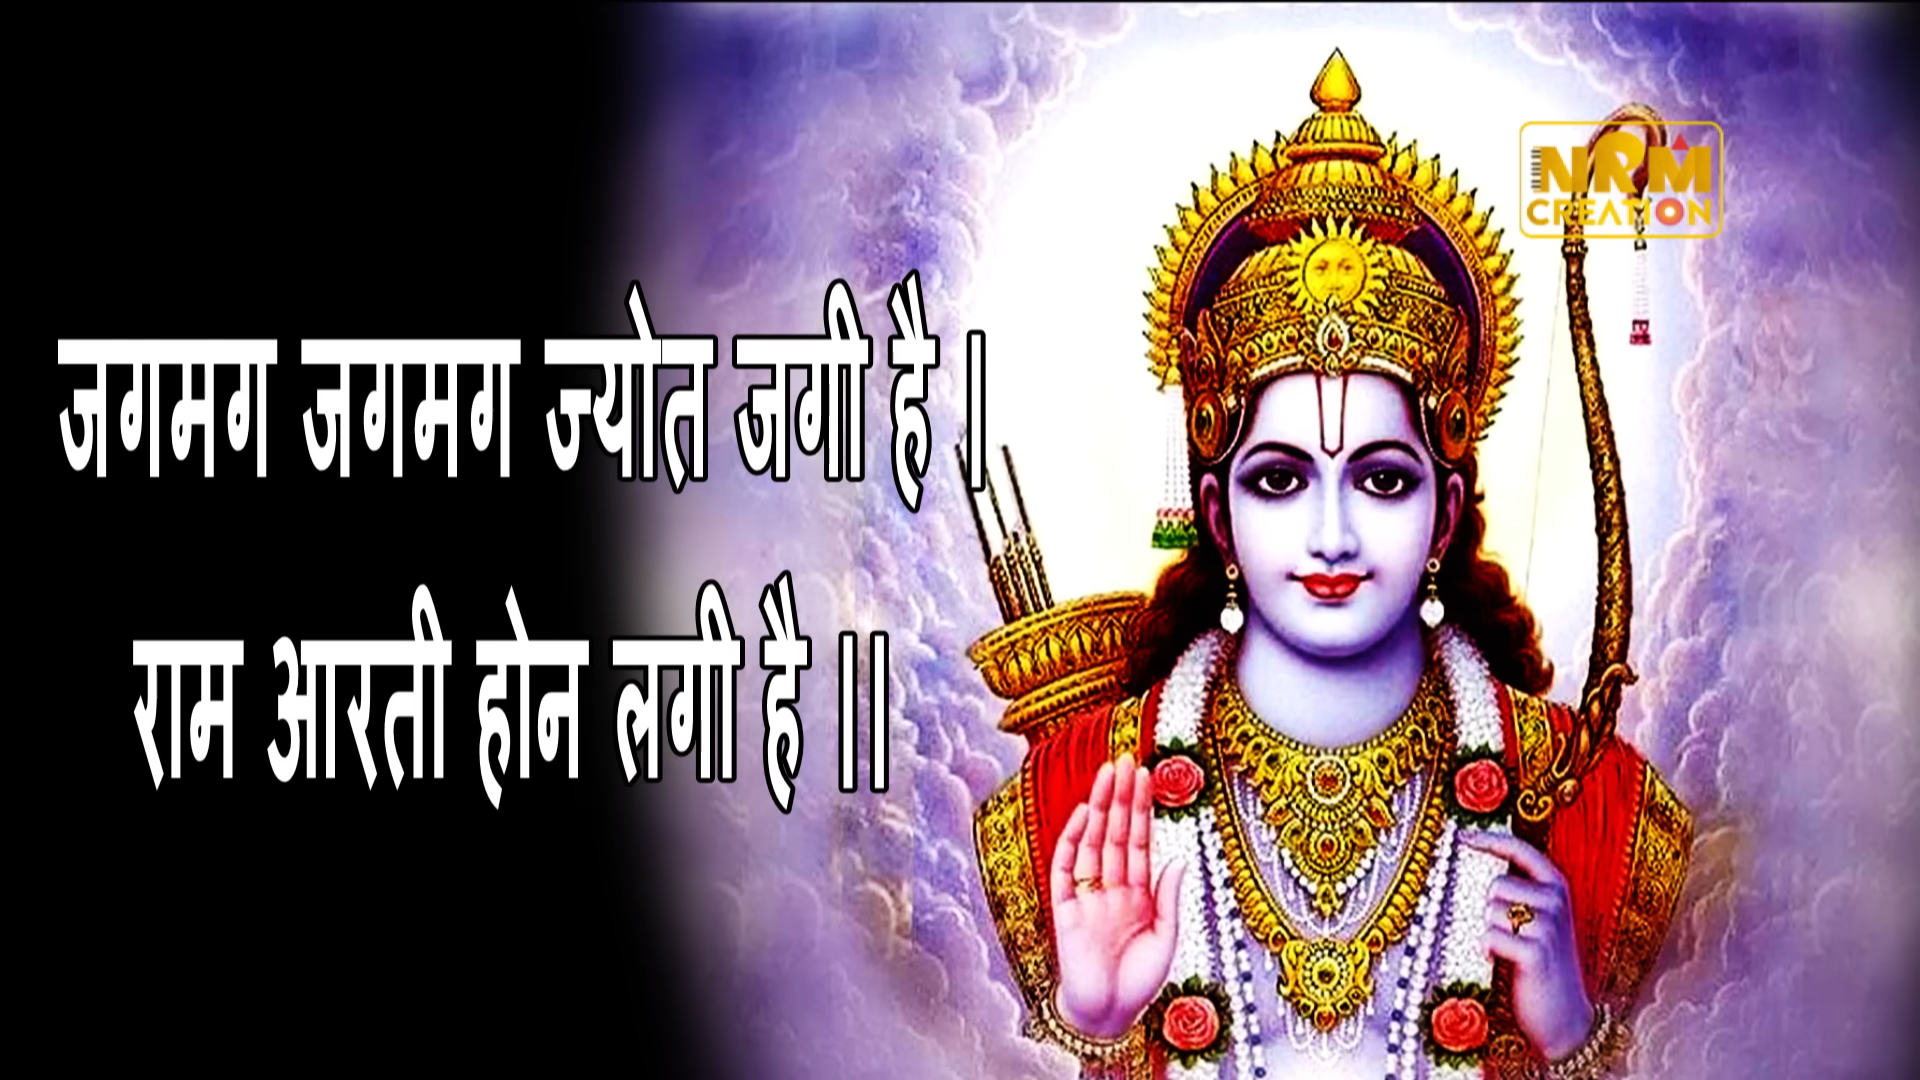 NRM
CREATION
जगमग जगमग ज्योत जगी है ।
राम आरती होन लगी है ।।